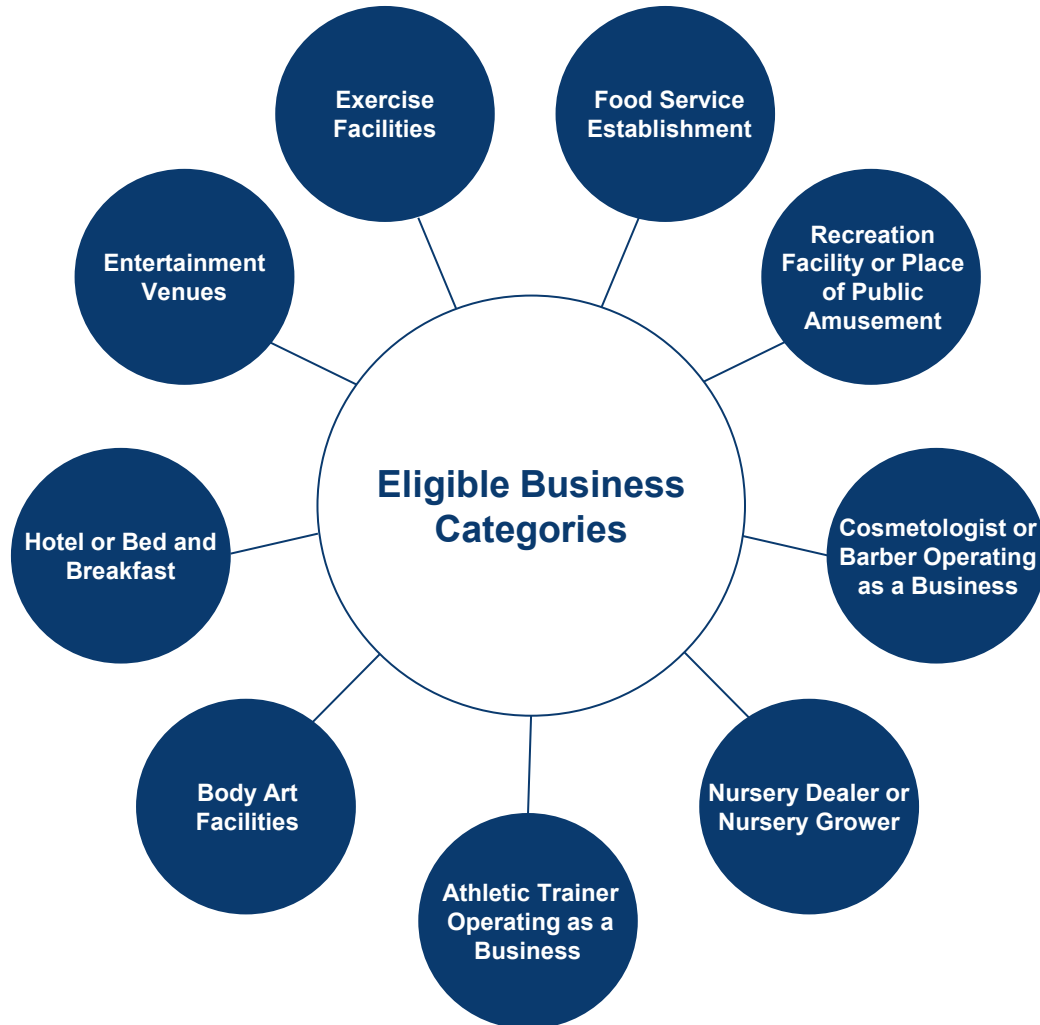 Exercise
Facilities
Food Service
Establishment
Recreation
Facility or Place
of Public
Amusement
Entertainment
Venues
Eligible Business
Categories
Cosmetologist or
Barber Operating
as a Business
Hotel or Bed and
Breakfast
Nursery Dealer or
Nursery Grower
Body Art
Facilities
Athletic Trainer
Operating as a
Business